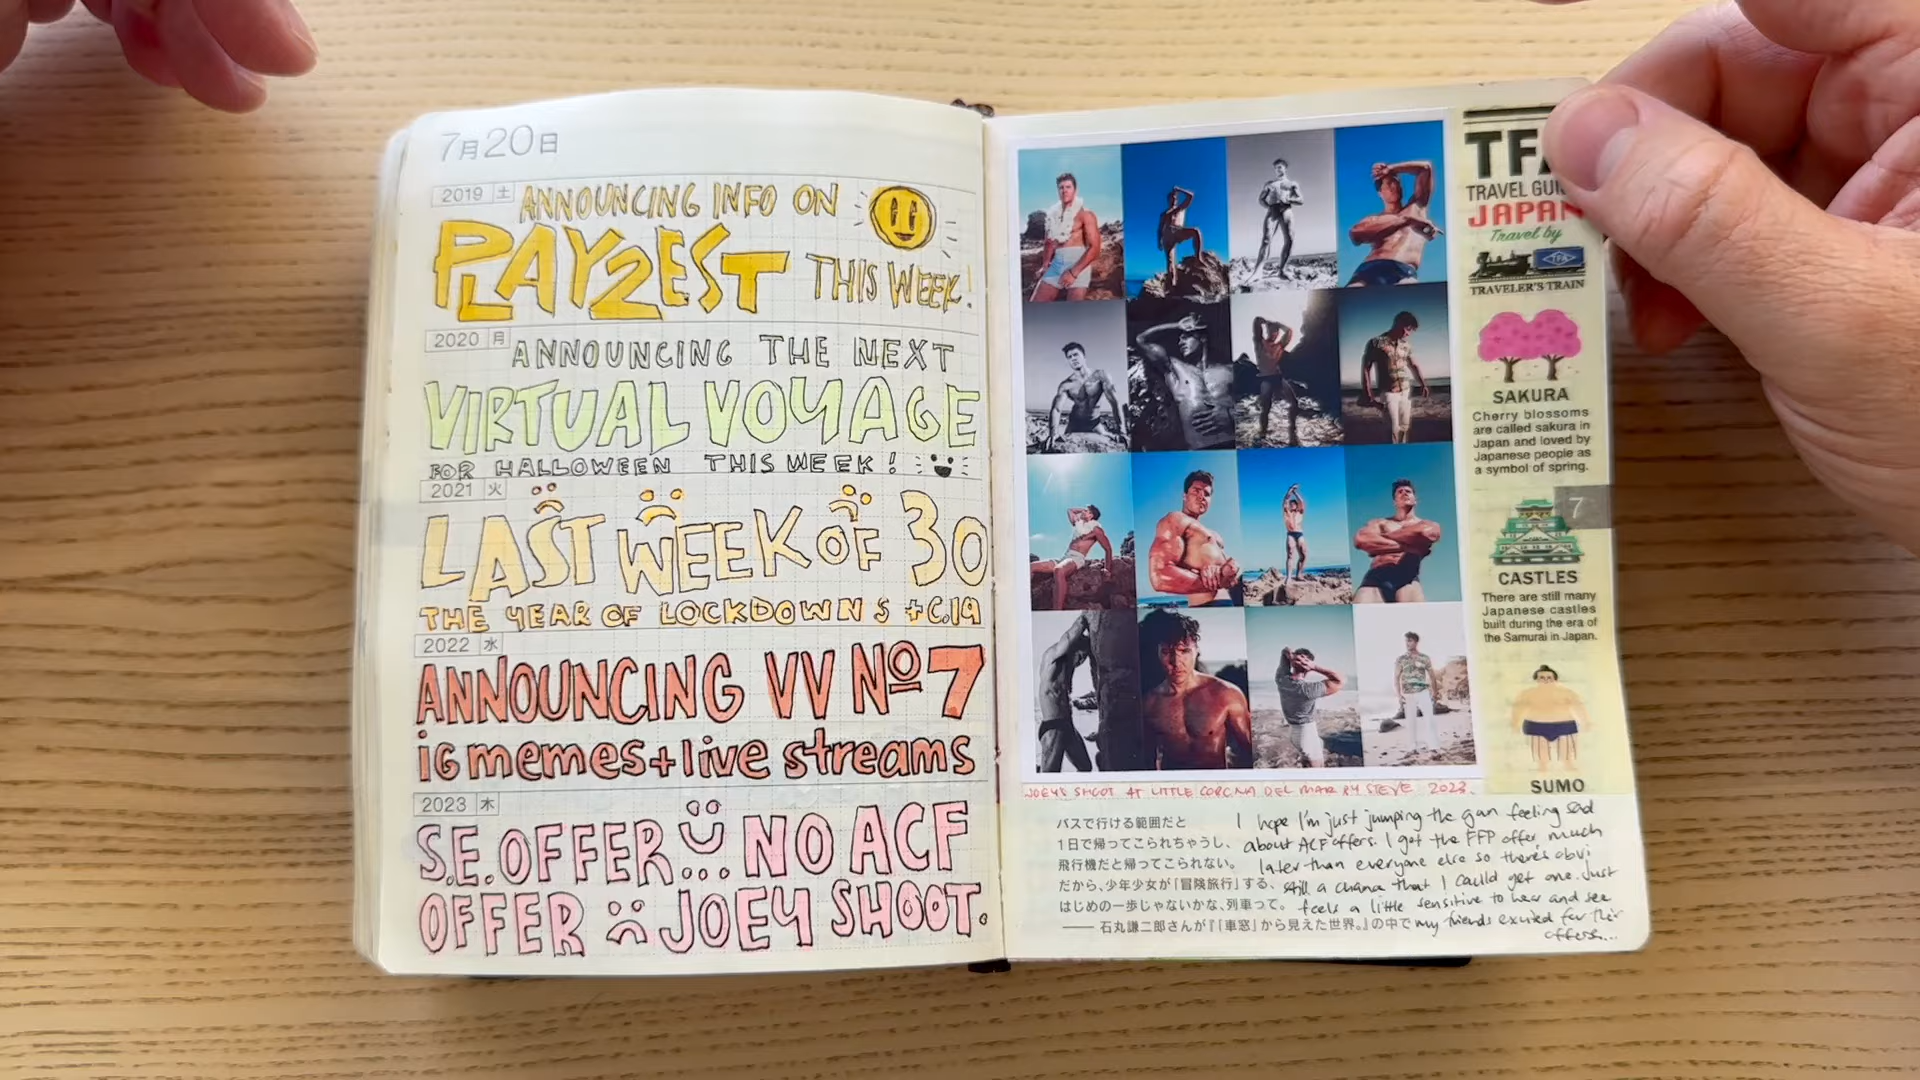 7月20日
2019 土 ANNOUNCING INFO ON
PLAY2EST THIS WEEK!
2020 月 ANNOUNCING THE NEXT
VIRTUAL VOYAGE
FOR HALLOWEEN THIS WEEK!
2021 火
LAST WEEK OF 30
THE YEAR OF LOCKDOWNS + C.19
2022 水
ANNOUNCING VV Nº7
iG memes + live streams
2023 木
S.E. OFFER... NO ACF
OFFER JOEY SHOOT.
JOEYS SHOOT AT LITTLE CORONA DEL MAR BY STEVE 2023.
バスで行ける範囲だと
1日で帰ってこられちゃうし、
飛行機だと帰ってこられない。
だから、少年少女が「冒険旅行」する、
はじめの一歩じゃないかな、列車って。
―― 石丸謙二郎さんが『「車窓」から見えた世界。』の中で
I hope I'm just jumping the gun feeling sad
about ACF offers. I got the FFP offer, much
later than everyone else so theres obvi
still a chance that I could get one. Just
feels a little sensitive to hear and see
my friends excited for their
offers...
TF
TRAVEL GUI
JAPAN
Travel by
TFA
TRAVELER'S TRAIN
SAKURA
Cherry blossoms
are called sakura in
Japan and loved by
Japanese people as
a symbol of spring.
7
CASTLES
There are still many
Japanese castles
built during the era of
the Samurai in Japan.
SUMO